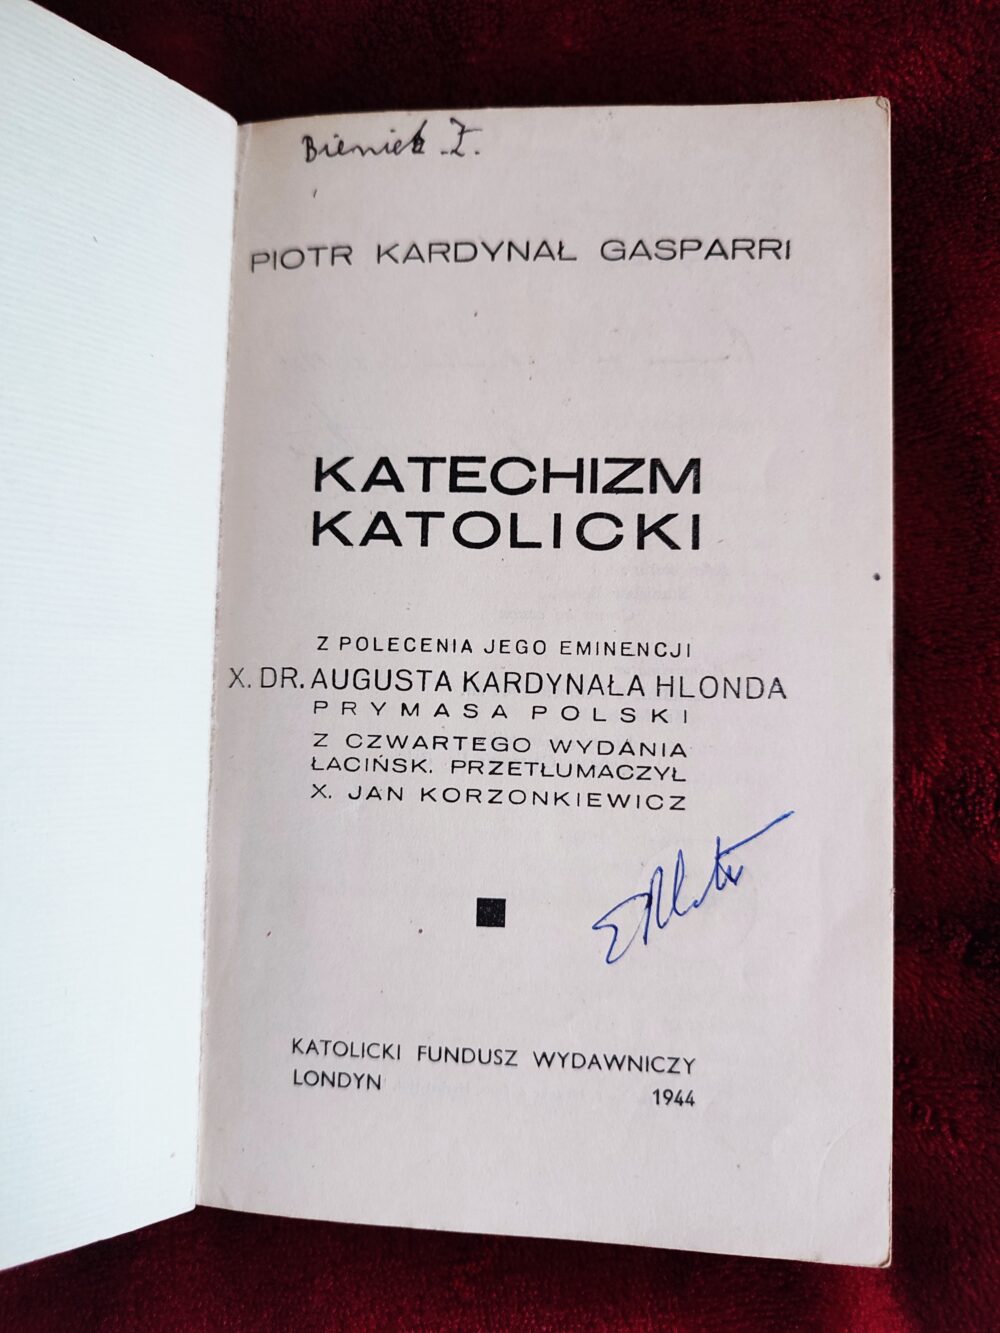 Bieniek Z.
PIOTR KARDYNAŁ GASPARRI
KATECHIZM
KATOLICKI
Z POLECENIA JEGO EMINENCJI
X. DR. AUGUSTA KARDYNAŁA HLONDA
PRYMASA POLSKI
Z CZWARTEGO WYDANIA
ŁACIŃSK. PRZETŁUMACZYŁ
X. JAN KORZONKIEWICZ
KATOLICKI FUNDUSZ WYDAWNICZY
LONDYN 1944